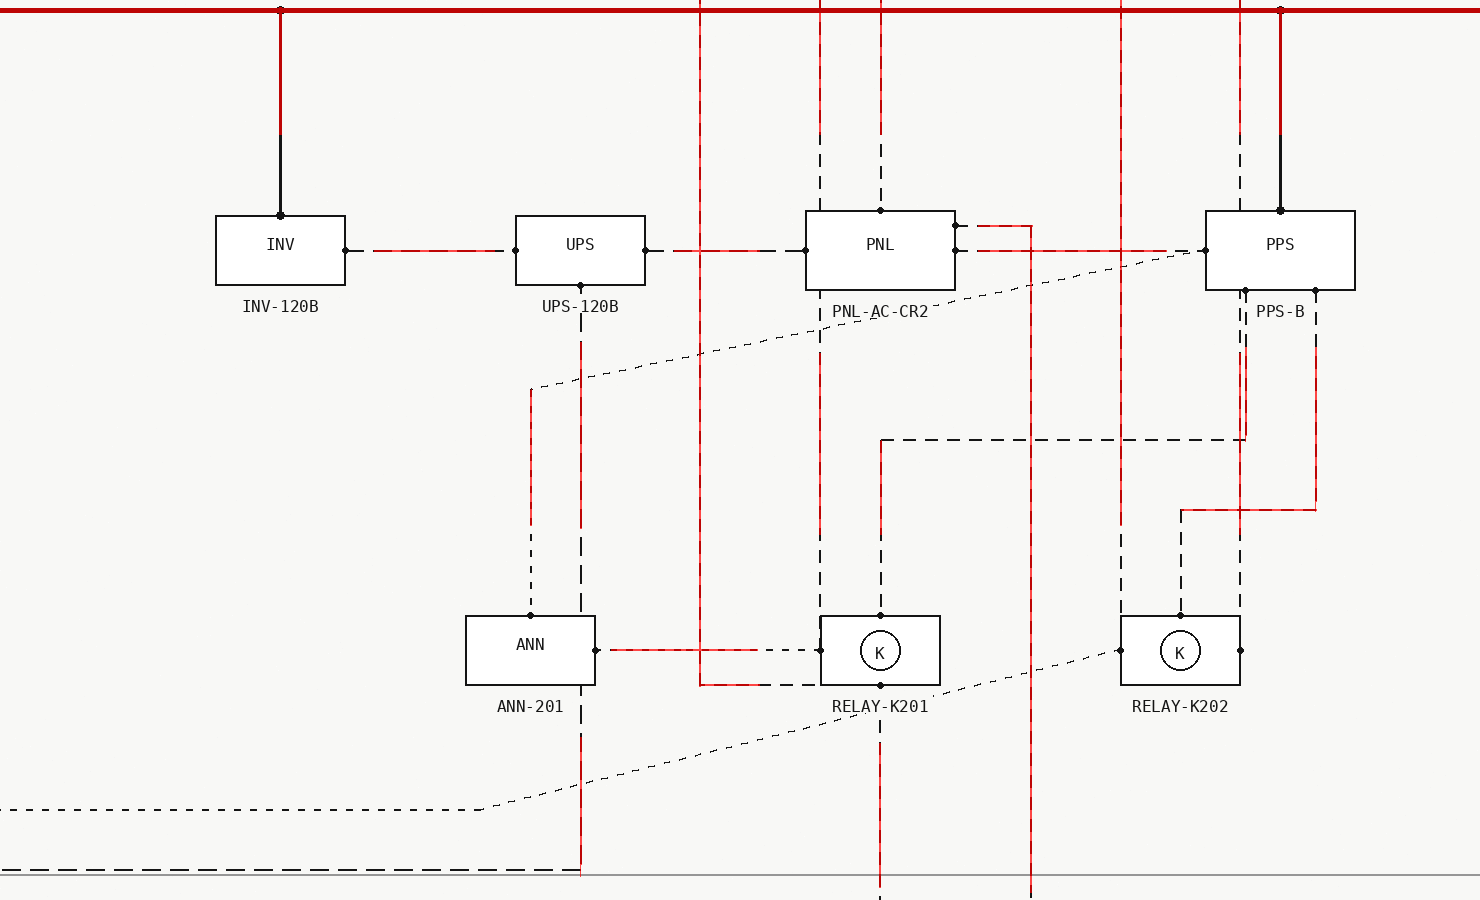 INV
UPS
PNL
PPS
INV-120B
UPS-120B
PNL-AC-CR2
PPS-B
ANN
K
K
ANN-201
RELAY-K201
RELAY-K202